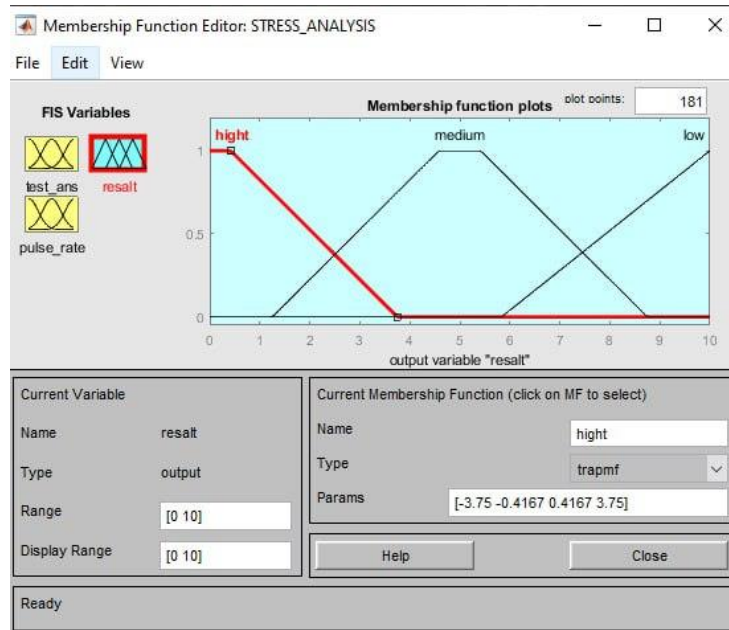 Membership Function Editor: STRESS_ANALYSIS
File Edit View
FIS Variables
test_ans resalt
pulse_rate
Membership function plots plot points: 181
hight medium low
1
0.5
0
0 1 2 3 4 5 6 7 8 9 10
output variable "resalt"
Current Variable
Name resalt
Type output
Range [0 10]
Display Range [0 10]
Current Membership Function (click on MF to select)
Name hight
Type trapmf
Params [-3.75 -0.4167 0.4167 3.75]
Help Close
Ready